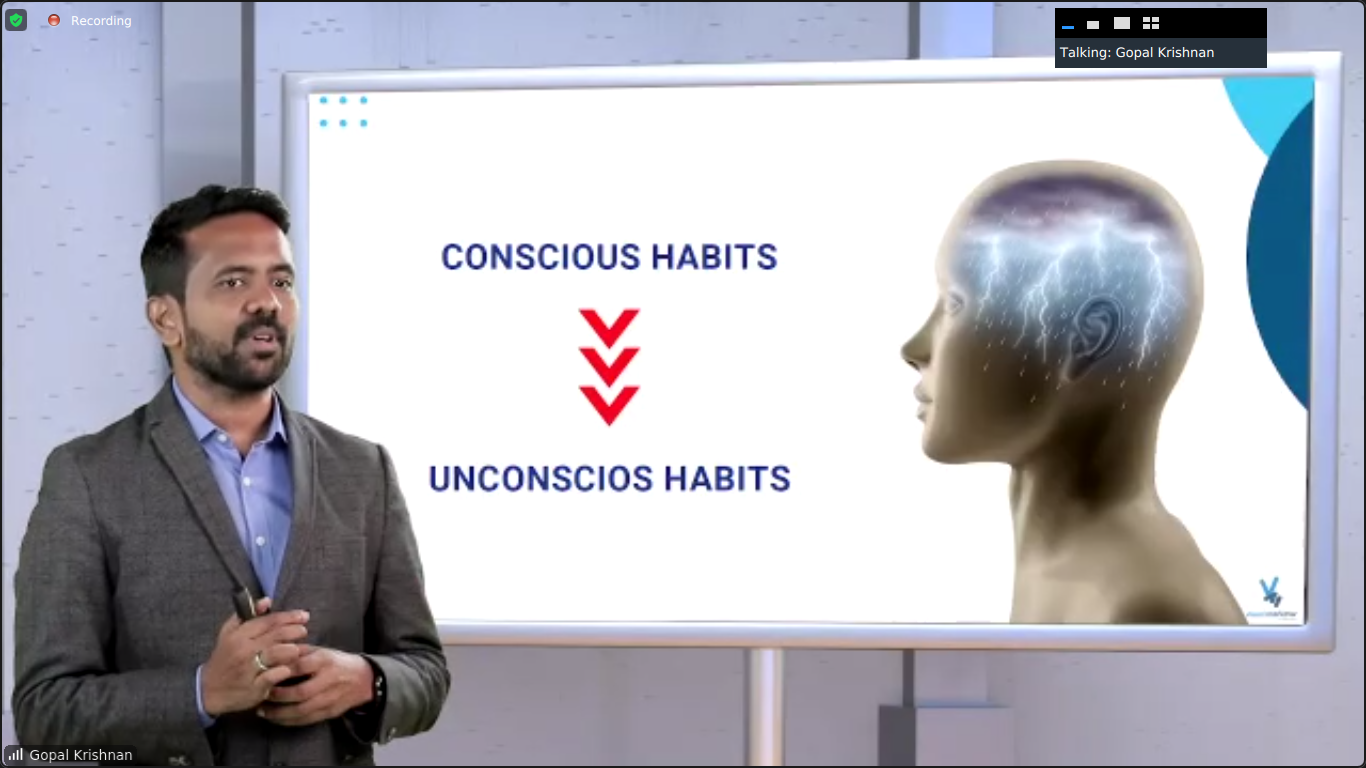 Recording
Talking: Gopal Krishnan
CONSCIOUS HABITS
UNCONSCIOS HABITS
Gopal Krishnan